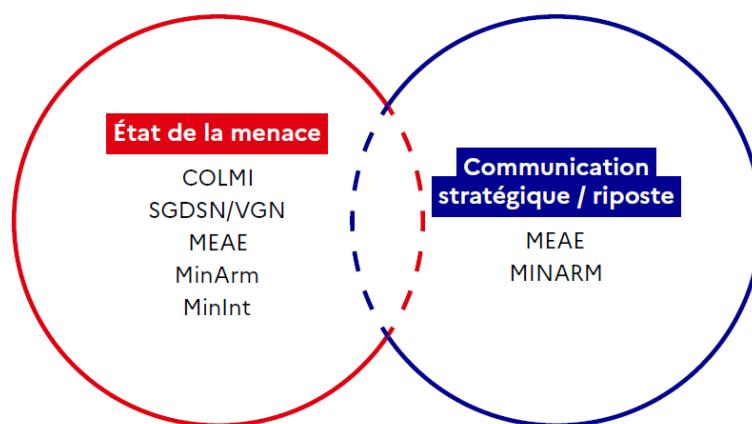 État de la menace
COLMI
SGDSN/VGN
MEAE
MinArm
MinInt
Communication
stratégique / riposte
MEAE
MINARM